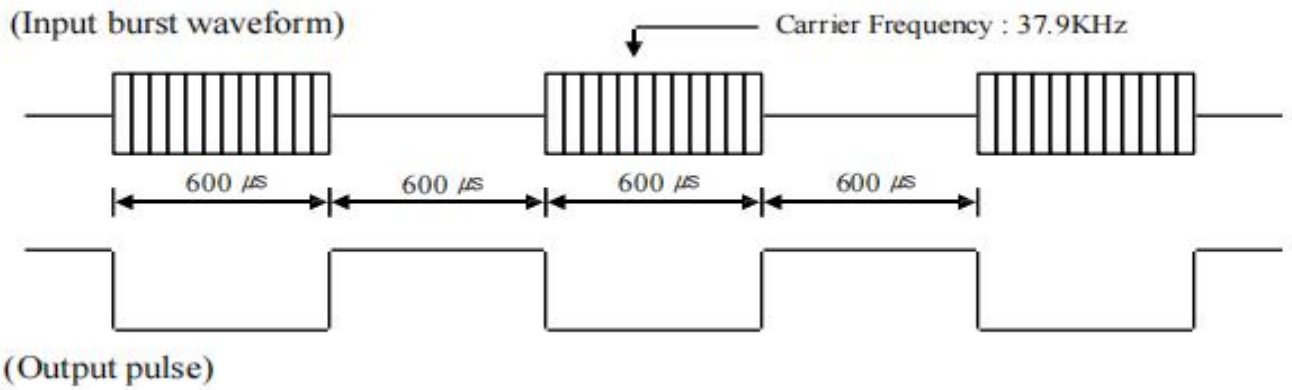 (Input burst waveform)
Carrier Frequency : 37.9KHz
600 μs
600 μs
600 μs
600 μs
(Output pulse)